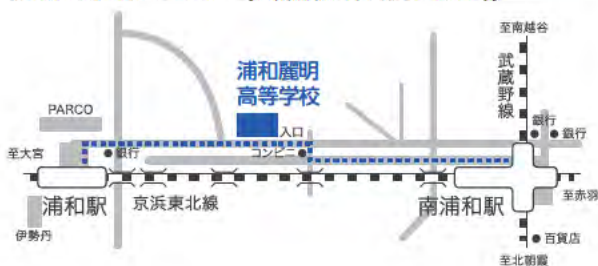 至南越谷
武蔵野線
浦和麗明
高等学校
PARCO
入口
銀行
銀行
至大宮
銀行
コンビニ
浦和駅
京浜東北線
南浦和駅
至赤羽
伊勢丹
百貨店
至北朝霞